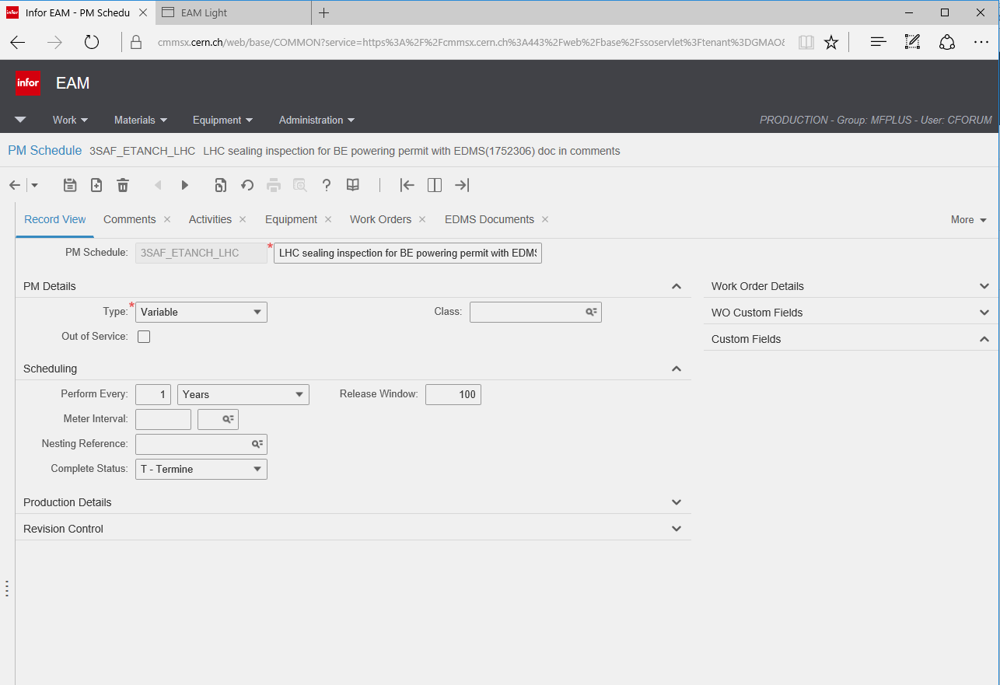 Infor EAM - PM Schedu
EAM Light
cmmsx.cern.ch/web/base/COMMON?service=https%3A%2F%2Fcmmsx.cern.ch%3A443%2Fweb%2Fbase%2Fssoservlet%3Ftenant%3DGMAO&
infor EAM
Work Materials Equipment Administration PRODUCTION - Group: MFPLUS - User: CFORUM
PM Schedule 3SAF_ETANCH_LHC LHC sealing inspection for BE powering permit with EDMS(1752306) doc in comments
Record View Comments Activities Equipment Work Orders EDMS Documents More
PM Schedule: 3SAF_ETANCH_LHC * LHC sealing inspection for BE powering permit with EDMS
PM Details
Type: * Variable Class:
Out of Service:
Scheduling
Perform Every: 1 Years Release Window: 100
Meter Interval:
Nesting Reference:
Complete Status: T - Termine
Production Details
Revision Control
Work Order Details
WO Custom Fields
Custom Fields